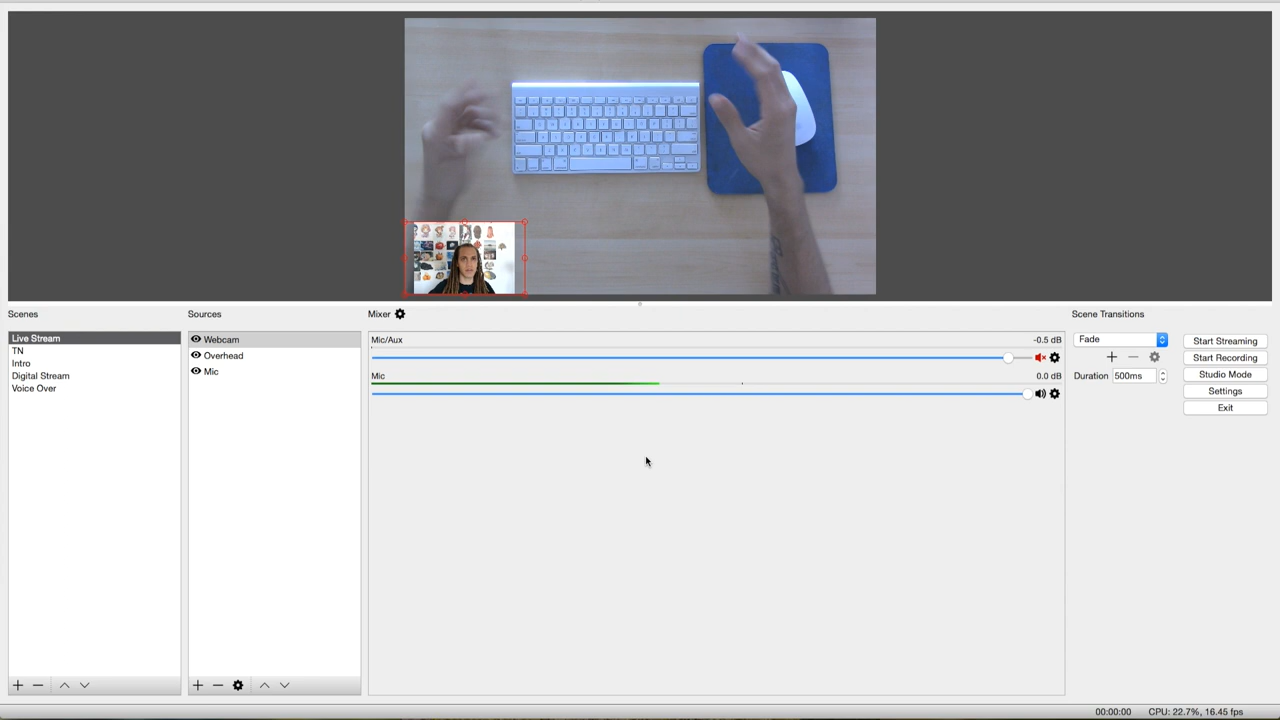 Scenes
Sources
Mixer
Scene Transitions
Live Stream
TN
Intro
Digital Stream
Voice Over
Webcam
Overhead
Mic
Mic/Aux
-0.5 dB
Mic
0.0 dB
Fade
Duration 500ms
Start Streaming
Start Recording
Studio Mode
Settings
Exit
00:00:00
CPU: 22.7%, 16.45 fps